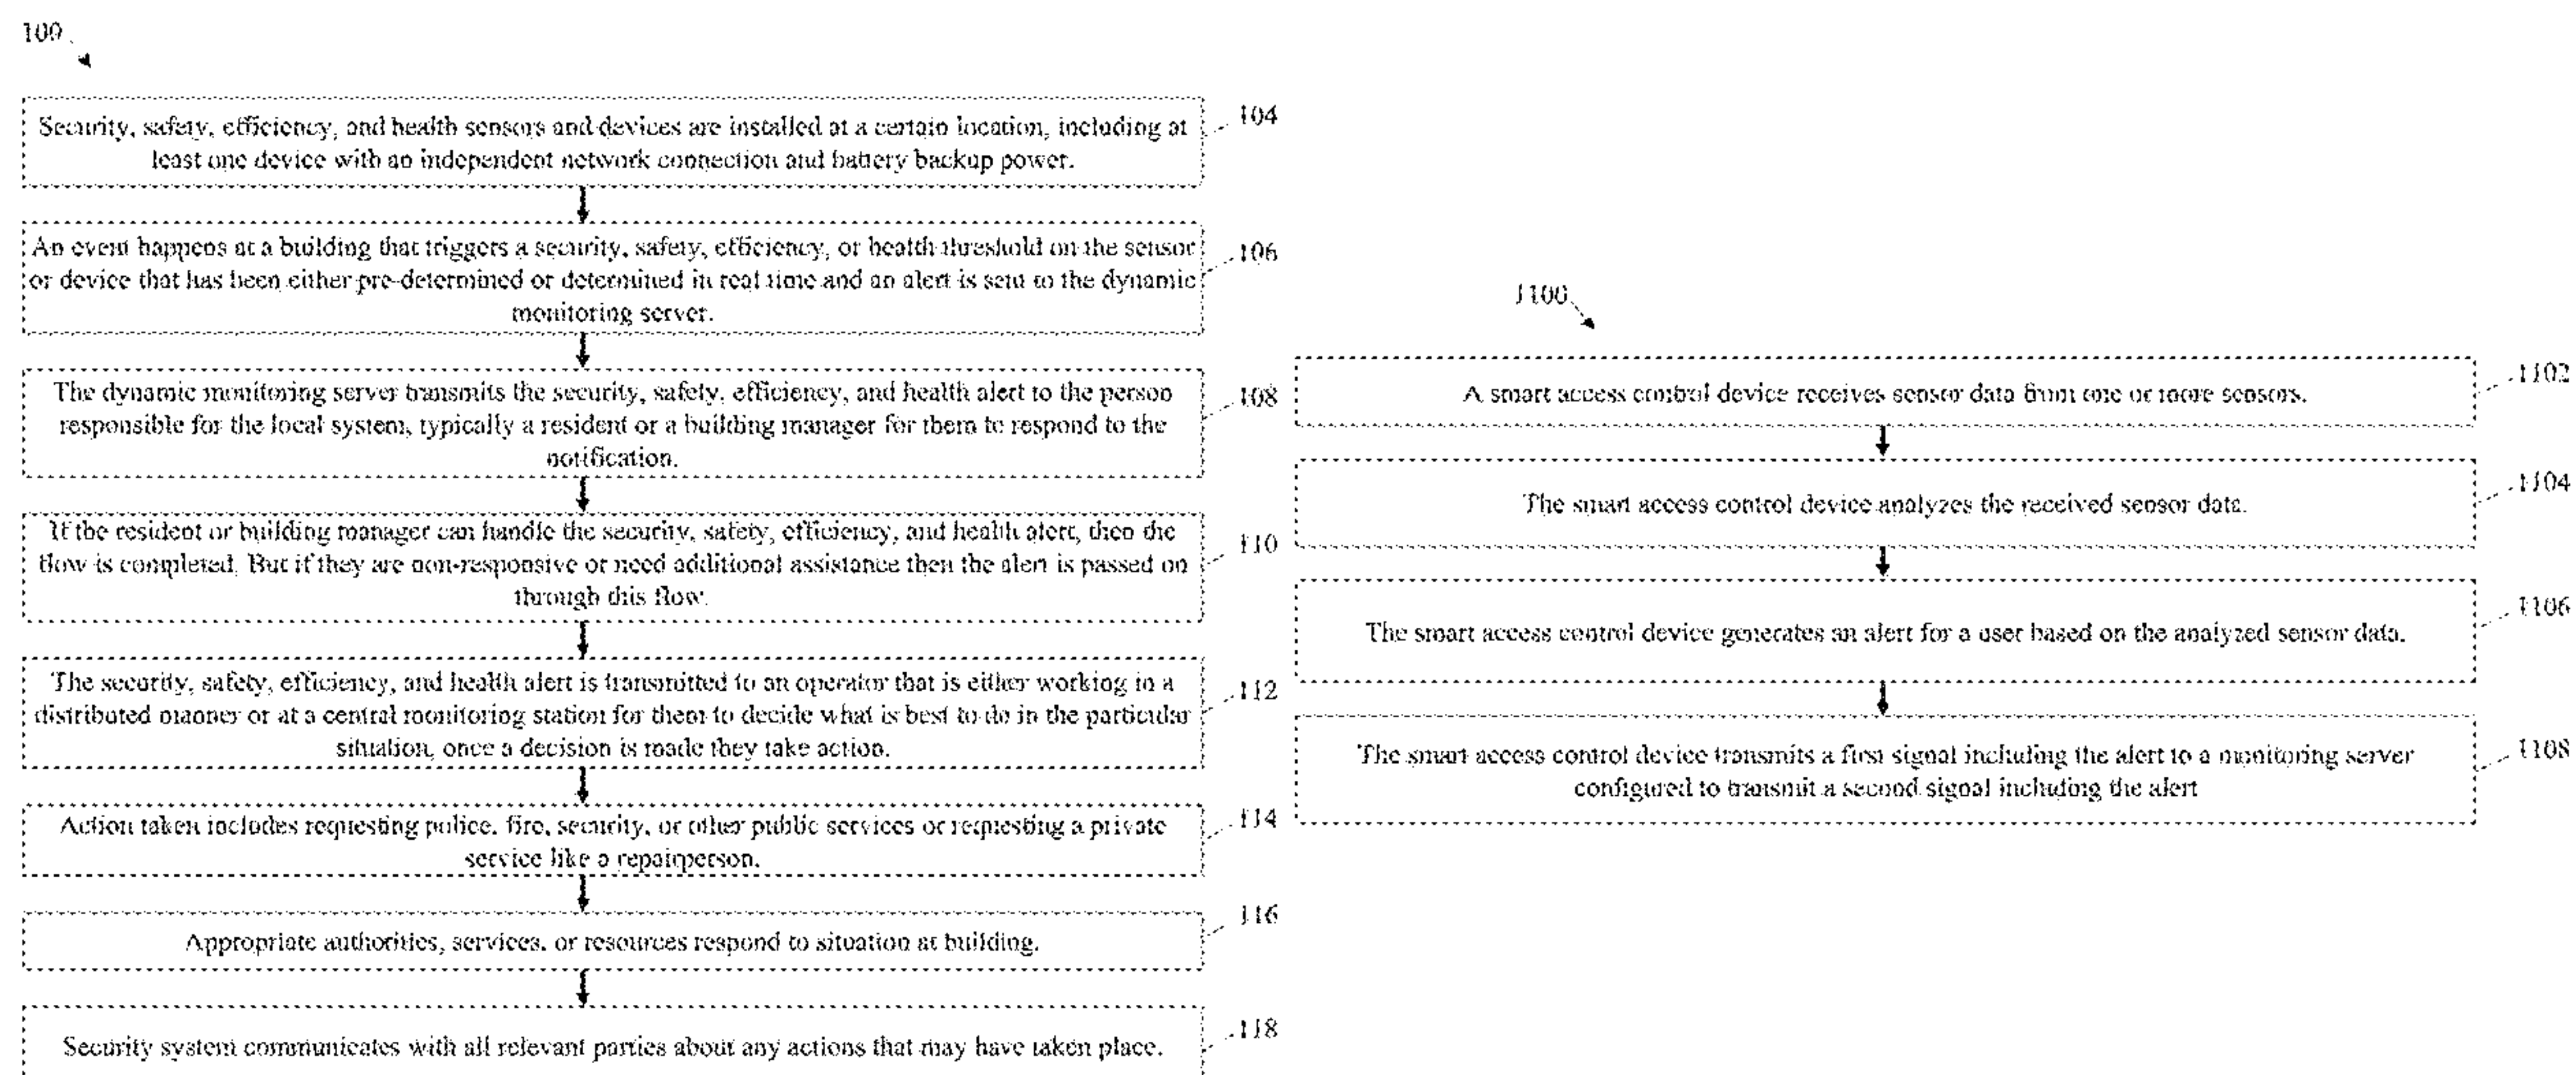 100
Security, safety, efficiency, and health sensors and devices are installed at a certain location, including at
least one device with an independent network connection and battery backup power.
104
An event happens at a building that triggers a security, safety, efficiency, or health threshold on the sensor
or device that has been either pre-determined or determined in real time and an alert is sent to the dynamic
monitoring server.
106
The dynamic monitoring server transmits the security, safety, efficiency, and health alert to the person
responsible for the local system, typically a resident or a building manager for them to respond to the
notification.
108
If the resident or building manager can handle the security, safety, efficiency, and health alert, then the
flow is completed. But if they are non-responsive or need additional assistance then the alert is passed on
through this flow.
110
The security, safety, efficiency, and health alert is transmitted to an operator that is either working in a
distributed manner or at a central monitoring station for them to decide what is best to do in the particular
situation, once a decision is made they take action.
112
Action taken includes requesting police, fire, security, or other public services or requesting a private
service like a repairperson.
114
Appropriate authorities, services, or resources respond to situation at building.
116
Security system communicates with all relevant parties about any actions that may have taken place.
118
1100
A smart access control device receives sensor data from one or more sensors.
1102
The smart access control device analyzes the received sensor data.
1104
The smart access control device generates an alert for a user based on the analyzed sensor data.
1106
The smart access control device transmits a first signal including the alert to a monitoring server
configured to transmit a second signal including the alert
1108